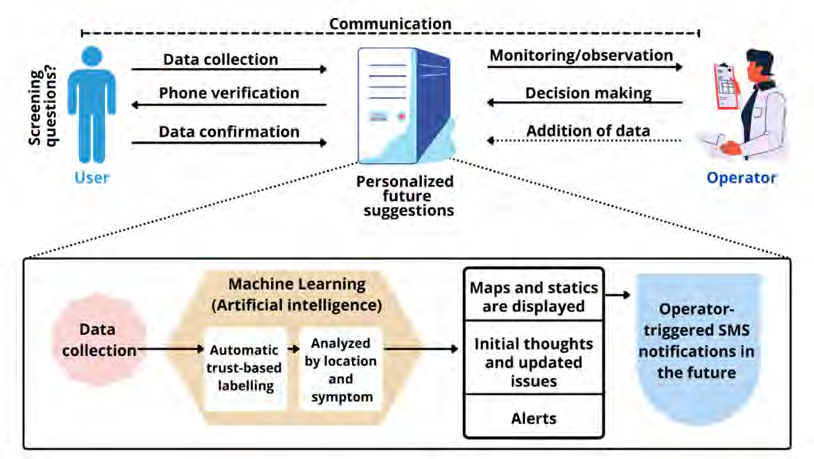 Communication
Screening
questions?
Data collection
Phone verification
Data confirmation
User
Personalized
future
suggestions
Monitoring/observation
Decision making
Addition of data
Operator
Data
collection
Machine Learning
(Artificial intelligence)
Automatic
trust-based
labelling
Analyzed
by location
and
symptom
Maps and statics
are displayed
Initial thoughts
and updated
issues
Alerts
Operator-
triggered SMS
notifications in
the future